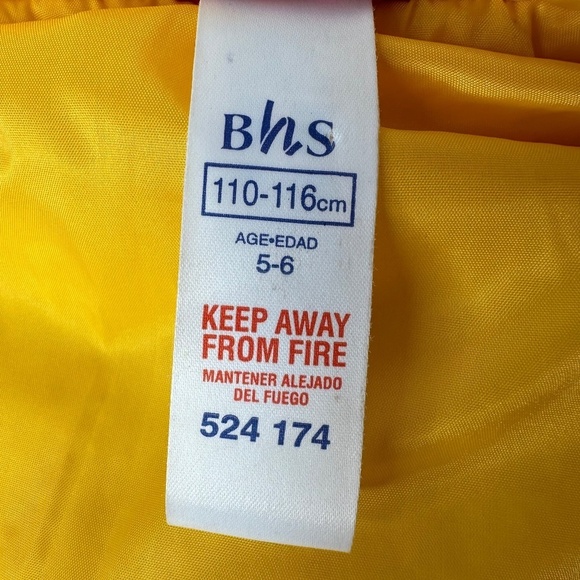 BhS
110-116cm
AGE•EDAD
5-6
KEEP AWAY
FROM FIRE
MANTENER ALEJADO
DEL FUEGO
524 174